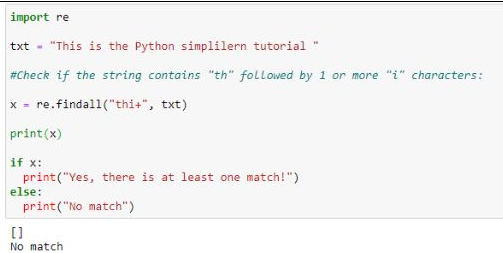 import re
txt = "This is the Python simplilern tutorial "
#Check if the string contains "th" followed by 1 or more "i" characters:
x = re.findall("thi+", txt)
print(x)
if x:
print("Yes, there is at least one match!")
else:
print("No match")
[]
No match